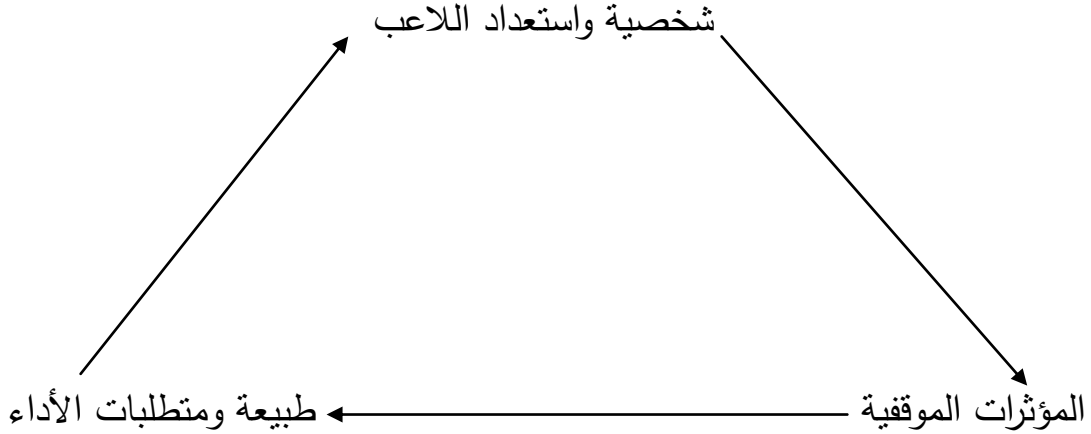 شخصية واستعداد اللاعب
المؤثرات الموقفية
طبيعة ومتطلبات الأداء